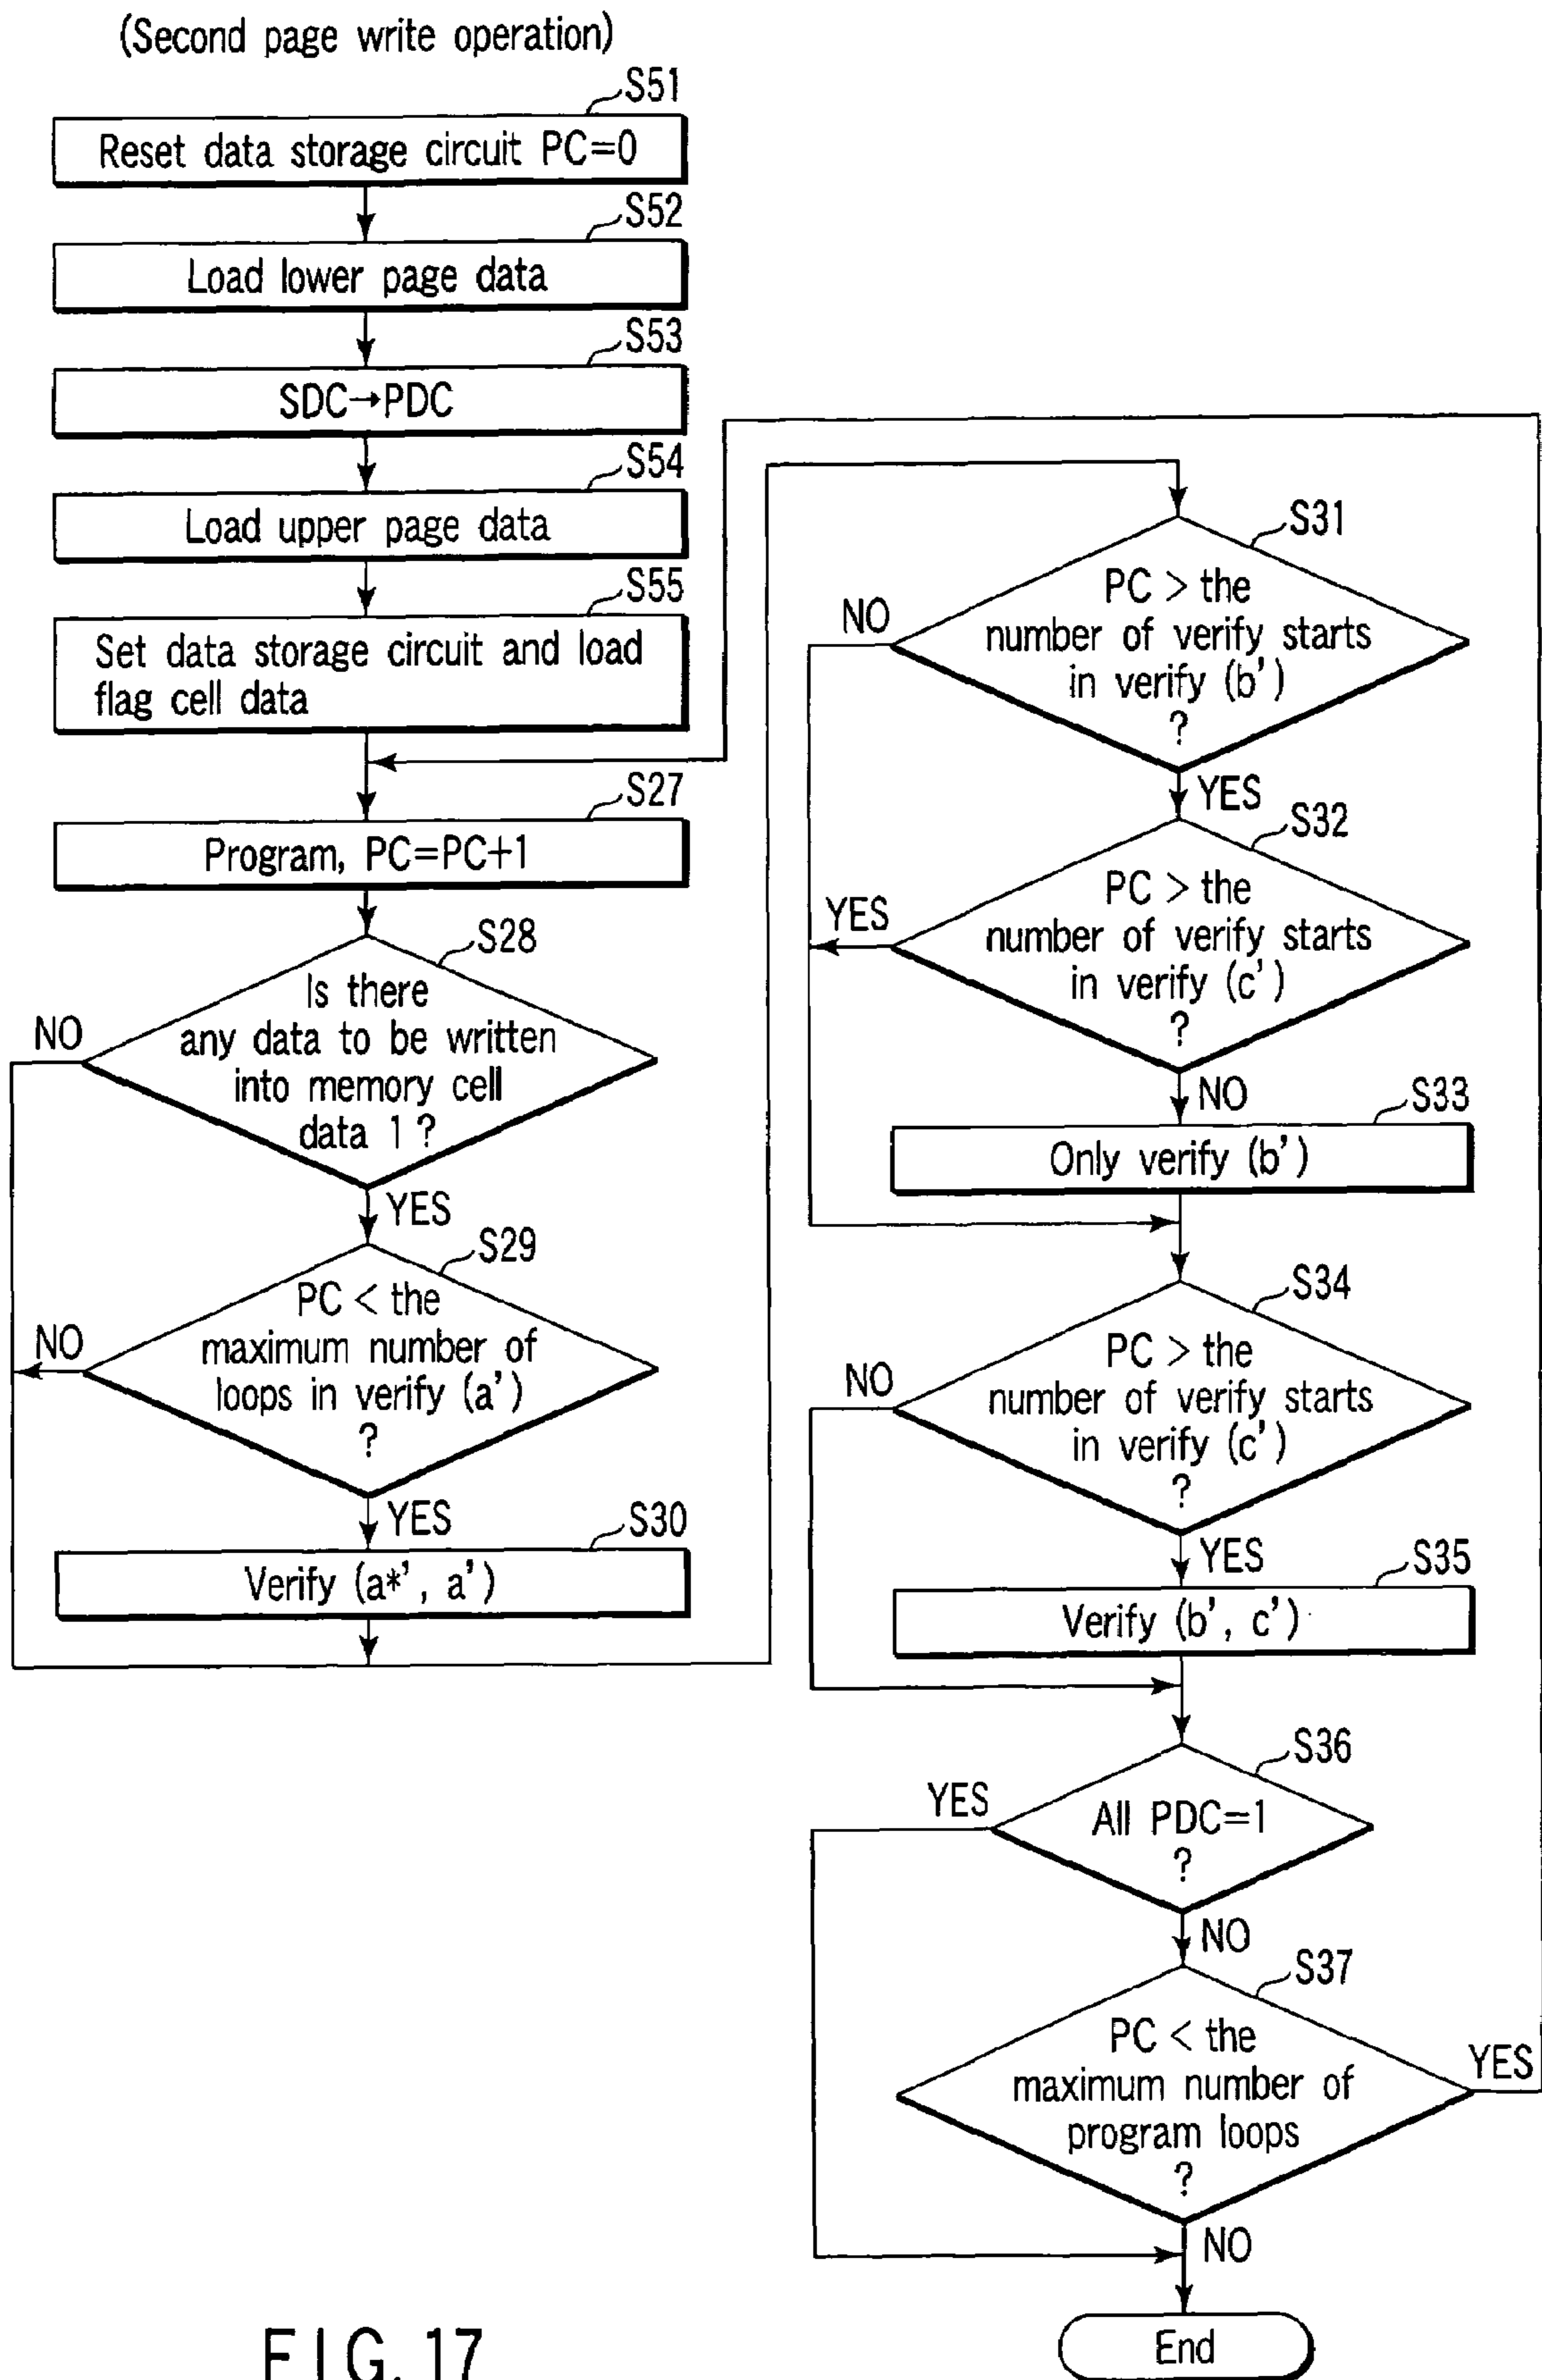 (Second page write operation)
S51
Reset data storage circuit PC=0
S52
Load lower page data
S53
SDC→PDC
S54
Load upper page data
S55
Set data storage circuit and load
flag cell data
S27
Program, PC=PC+1
S28
Is there
any data to be written
into memory cell
data 1 ?
NO
YES
S29
PC < the
maximum number of
loops in verify (a')
?
NO
YES
S30
Verify (a*', a')
S31
PC > the
number of verify starts
in verify (b')
?
NO
YES
S32
PC > the
number of verify starts
in verify (c')
?
YES
NO
S33
Only verify (b')
S34
PC > the
number of verify starts
in verify (c')
?
NO
YES
S35
Verify (b', c')
S36
All PDC=1
?
YES
NO
S37
PC < the
maximum number of
program loops
?
YES
NO
End
FIG. 17